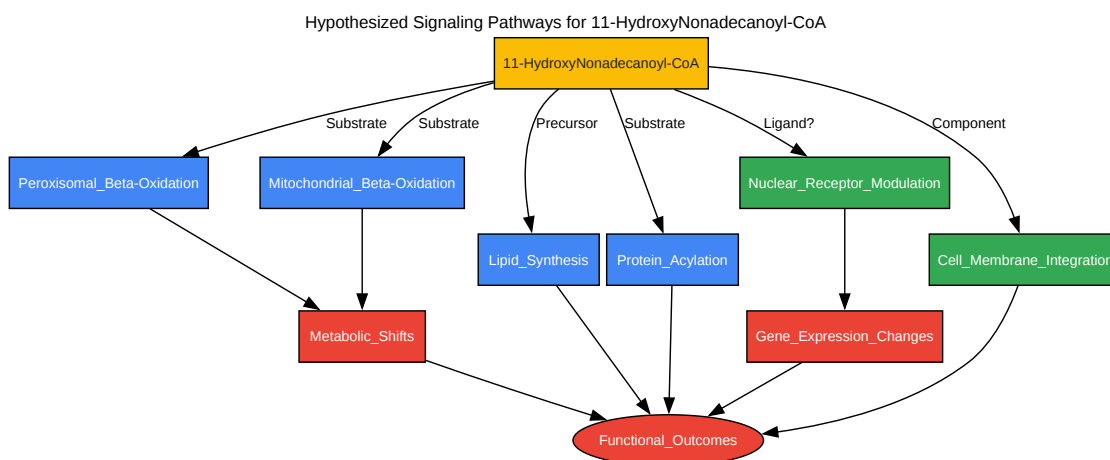 Hypothesized Signaling Pathways for 11-HydroxyNonadecanoyl-CoA
11-HydroxyNonadecanoyl-CoA
Substrate
Substrate
Precursor
Substrate
Ligand?
Component
Peroxisomal_Beta-Oxidation
Mitochondrial_Beta-Oxidation
Nuclear_Receptor_Modulation
Lipid_Synthesis
Protein_Acylation
Cell_Membrane_Integration
Metabolic_Shifts
Gene_Expression_Changes
Functional_Outcomes